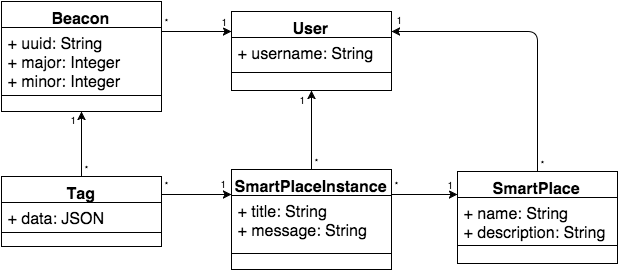 Beacon
+ uuid: String
+ major: Integer
+ minor: Integer
* 1
User
+ username: String
1
1
1
*
*
*
Tag
+ data: JSON
* 1
SmartPlaceInstance
+ title: String
+ message: String
* 1
SmartPlace
+ name: String
+ description: String